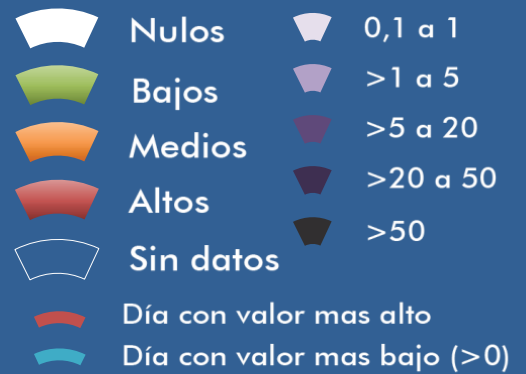 Nulos
Bajos
Medios
Altos
Sin datos
0,1 a 1
>1 a 5
>5 a 20
>20 a 50
>50
Día con valor mas alto
Día con valor mas bajo (>0)